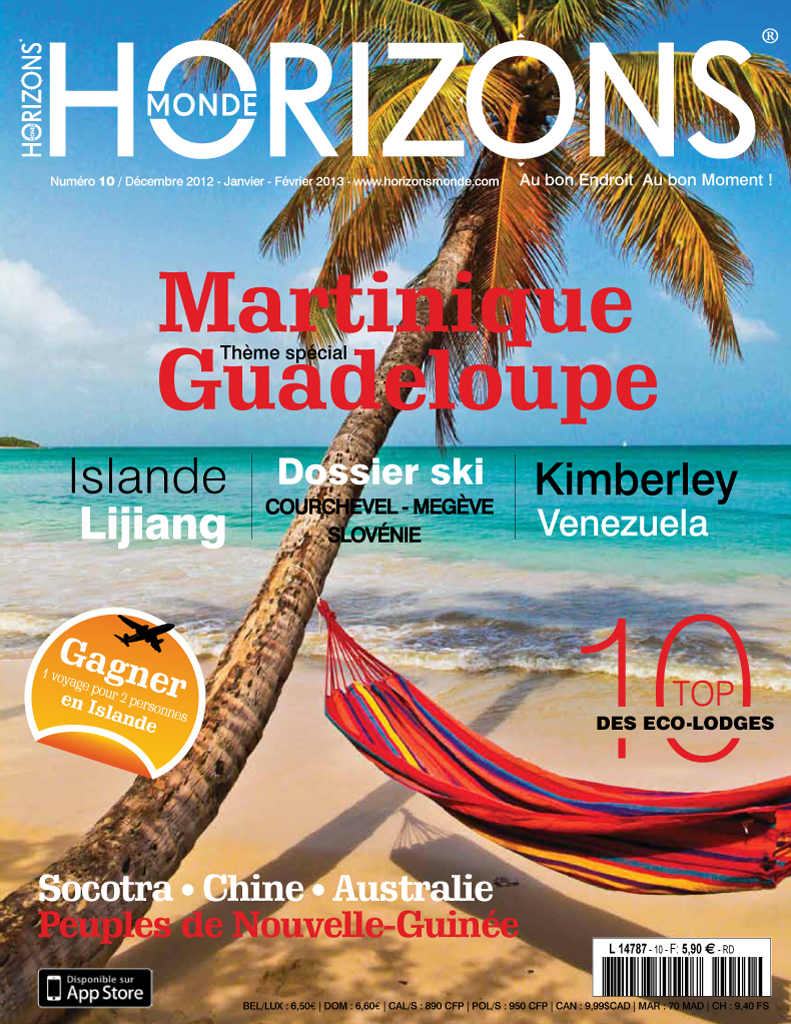 HORIZONS
MONDE
HORIZONS®
MONDE
Numéro 10 / Décembre 2012 - Janvier - Février 2013 - www.horizonsmonde.com
Au bon Endroit Au bon Moment !
Martinique
Thème spécial
Guadeloupe
Islande
Lijiang
Dossier ski
COURCHEVEL - MEGÈVE
SLOVÉNIE
Kimberley
Venezuela
Gagner
1 voyage pour 2 personnes
en Islande
10
TOP
DES ECO-LODGES
Socotra • Chine • Australie
Peuples de Nouvelle-Guinée
Disponible sur
App Store
L 14787 - 10 - F: 5,90 € - RD
BEL/LUX : 6,50€ | DOM : 6,60€ | CAL/S : 890 CFP | POL/S : 950 CFP | CAN : 9,99$CAD | MAR : 70 MAD | CH : 9,40 FS